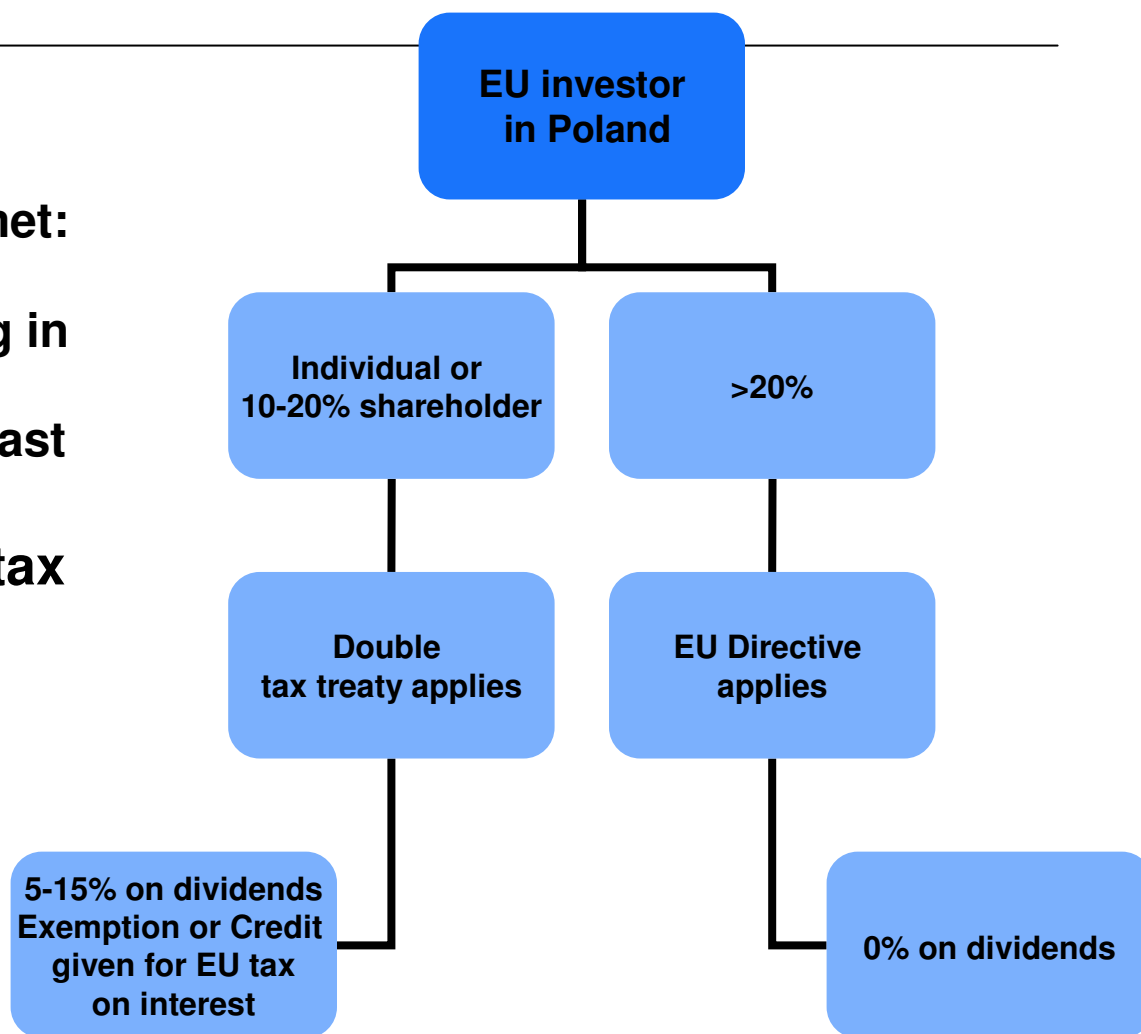 EU investor
in Poland
net:
g in
ast
tax
Individual or
10-20% shareholder
>20%
Double
tax treaty applies
EU Directive
applies
5-15% on dividends
Exemption or Credit
given for EU tax
on interest
0% on dividends